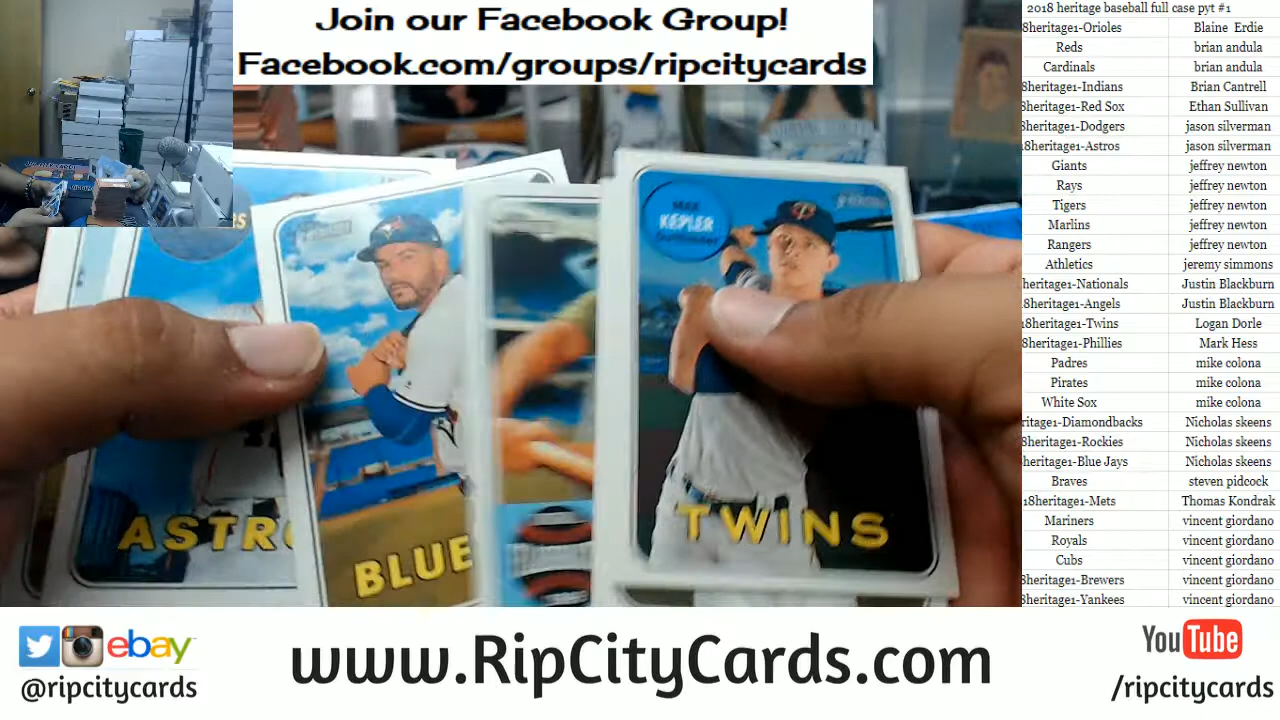 Join our Facebook Group!
Facebook.com/groups/ripcitycards
2018 heritage baseball full case pyt #1
8heritage1-Orioles Blaine Erdie
Reds brian andula
Cardinals brian andula
8heritage1-Indians Brian Cantrell
8heritage1-Red Sox Ethan Sullivan
8heritage1-Dodgers jason silverman
18heritage1-Astros jason silverman
Giants jeffrey newton
Rays jeffrey newton
Tigers jeffrey newton
Marlins jeffrey newton
Rangers jeffrey newton
Athletics jeremy simmons
heritage1-Nationals Justin Blackburn
8heritage1-Angels Justin Blackburn
18heritage1-Twins Logan Dorle
8heritage1-Phillies Mark Hess
Padres mike colona
Pirates mike colona
White Sox mike colona
ritage1-Diamondbacks Nicholas skeens
8heritage1-Rockies Nicholas skeens
heritage1-Blue Jays Nicholas skeens
Braves steven pidcock
18heritage1-Mets Thomas Kondrak
Mariners vincent giordano
Royals vincent giordano
Cubs vincent giordano
8heritage1-Brewers vincent giordano
8heritage1-Yankees vincent giordano
MAX
KEPLER
TWINS
BLUE
ASTRO
ebay
@ripcitycards
www.RipCityCards.com
YouTube
/ripcitycards